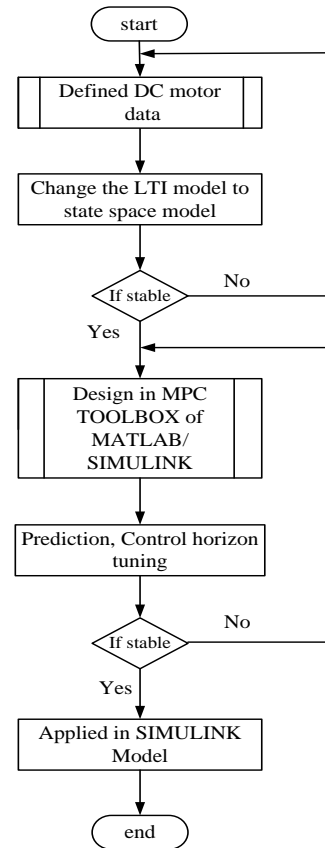 start
Defined DC motor
data
Change the LTI model to
state space model
If stable
No
Yes
Design in MPC
TOOLBOX of
MATLAB/
SIMULINK
Prediction, Control horizon
tuning
If stable
No
Yes
Applied in SIMULINK
Model
end